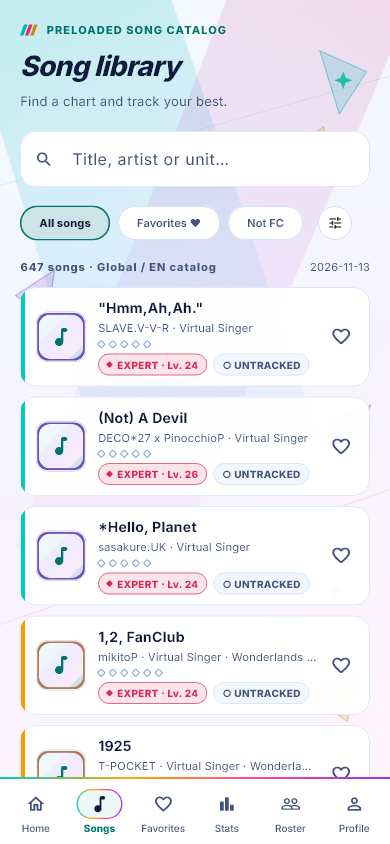 PRELOADED SONG CATALOG
Song library
Find a chart and track your best.
Title, artist or unit...
All songs
Favorites ♥
Not FC
647 songs · Global / EN catalog
2026-11-13
"Hmm,Ah,Ah."
SLAVE.V-V-R · Virtual Singer
EXPERT · Lv. 24
UNTRACKED
(Not) A Devil
DECO*27 x PinocchioP · Virtual Singer
EXPERT · Lv. 26
UNTRACKED
*Hello, Planet
sasakure.UK · Virtual Singer
EXPERT · Lv. 24
UNTRACKED
1,2, FanClub
mikitoP · Virtual Singer · Wonderlands ...
EXPERT · Lv. 24
UNTRACKED
1925
T-POCKET · Virtual Singer · Wonderla...
Home
Songs
Favorites
Stats
Roster
Profile